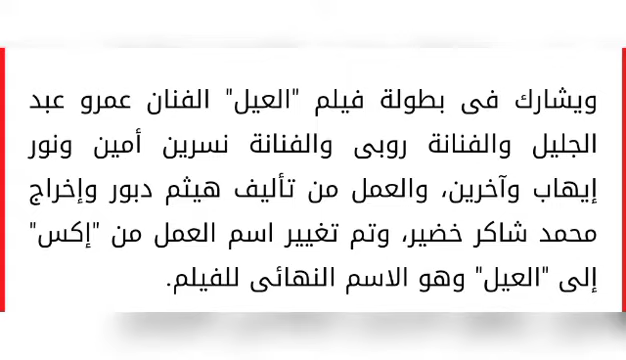 ويشارك فى بطولة فيلم "العيل" الفنان عمرو عبد
الجليل والفنانة روبى والفنانة نسرين أمين ونور
إيهاب وآخرين، والعمل من تأليف هيثم دبور وإخراج
محمد شاكر خضير، وتم تغيير اسم العمل من "إكس"
إلى "العيل" وهو الاسم النهائى للفيلم.